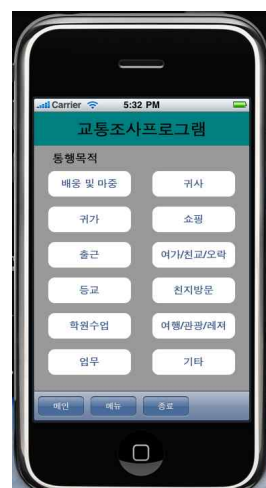 Carrier 5:32 PM
교통조사프로그램
통행목적
배웅 및 마중 귀사
귀가 쇼핑
출근 여가/친교/오락
등교 친지방문
학원수업 여행/관광/레져
업무 기타
메인 메뉴 종료